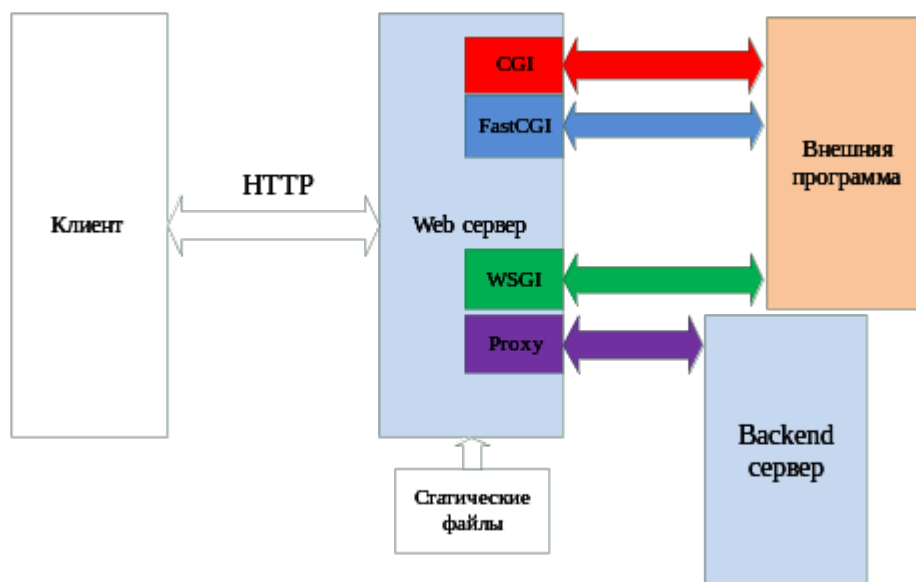 CGI
FastCGI
Внешняя
программа
HTTP
Клиент
Web сервер
WSGI
Proxy
Backend
сервер
Статические
файлы